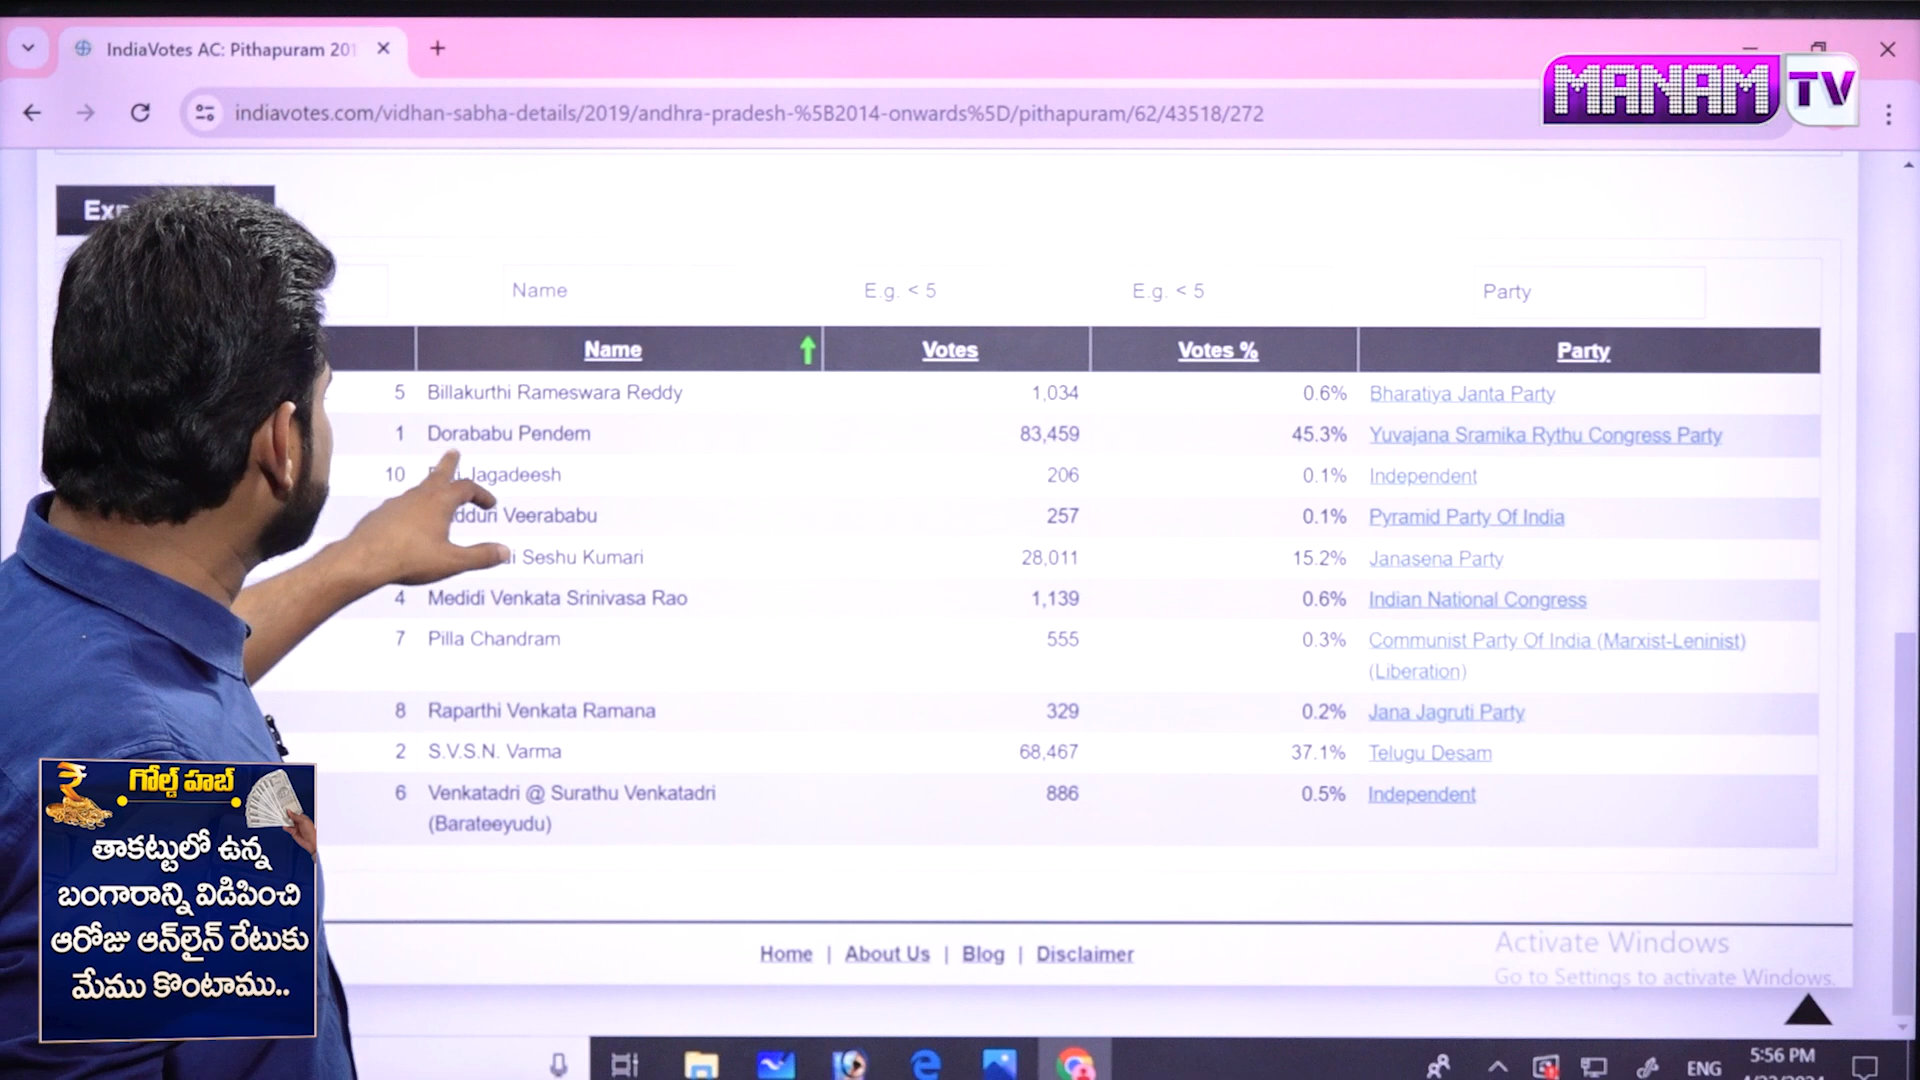 IndiaVotes AC: Pithapuram 201
MANAM TV
indiavotes.com/vidhan-sabha-details/2019/andhra-pradesh-%5B2014-onwards%5D/pithapuram/62/43518/272
Name E.g. < 5 E.g. < 5 Party
Name Votes Votes % Party
5 Billakurthi Rameswara Reddy 1,034 0.6% Bharatiya Janta Party
1 Dorababu Pendem 83,459 45.3% Yuvajana Sramika Rythu Congress Party
10 Jagadeesh 206 0.1% Independent
Veerababu 257 0.1% Pyramid Party Of India
Seshu Kumari 28,011 15.2% Janasena Party
4 Medidi Venkata Srinivasa Rao 1,139 0.6% Indian National Congress
7 Pilla Chandram 555 0.3% Communist Party Of India (Marxist-Leninist)
(Liberation)
8 Raparthi Venkata Ramana 329 0.2% Jana Jagruti Party
2 S.V.S.N. Varma 68,467 37.1% Telugu Desam
6 Venkatadri @ Surathu Venkatadri 886 0.5% Independent
(Barateeyudu)
గోల్డ్ హబ్
తాకట్టులో ఉన్న
బంగారాన్ని విడిపించి
ఆరోజు ఆన్‌లైన్ రేటుకు
మేము కొంటాము..
Home | About Us | Blog | Disclaimer
Activate Windows
Go to Settings to activate Windows.
ENG
5:56 PM